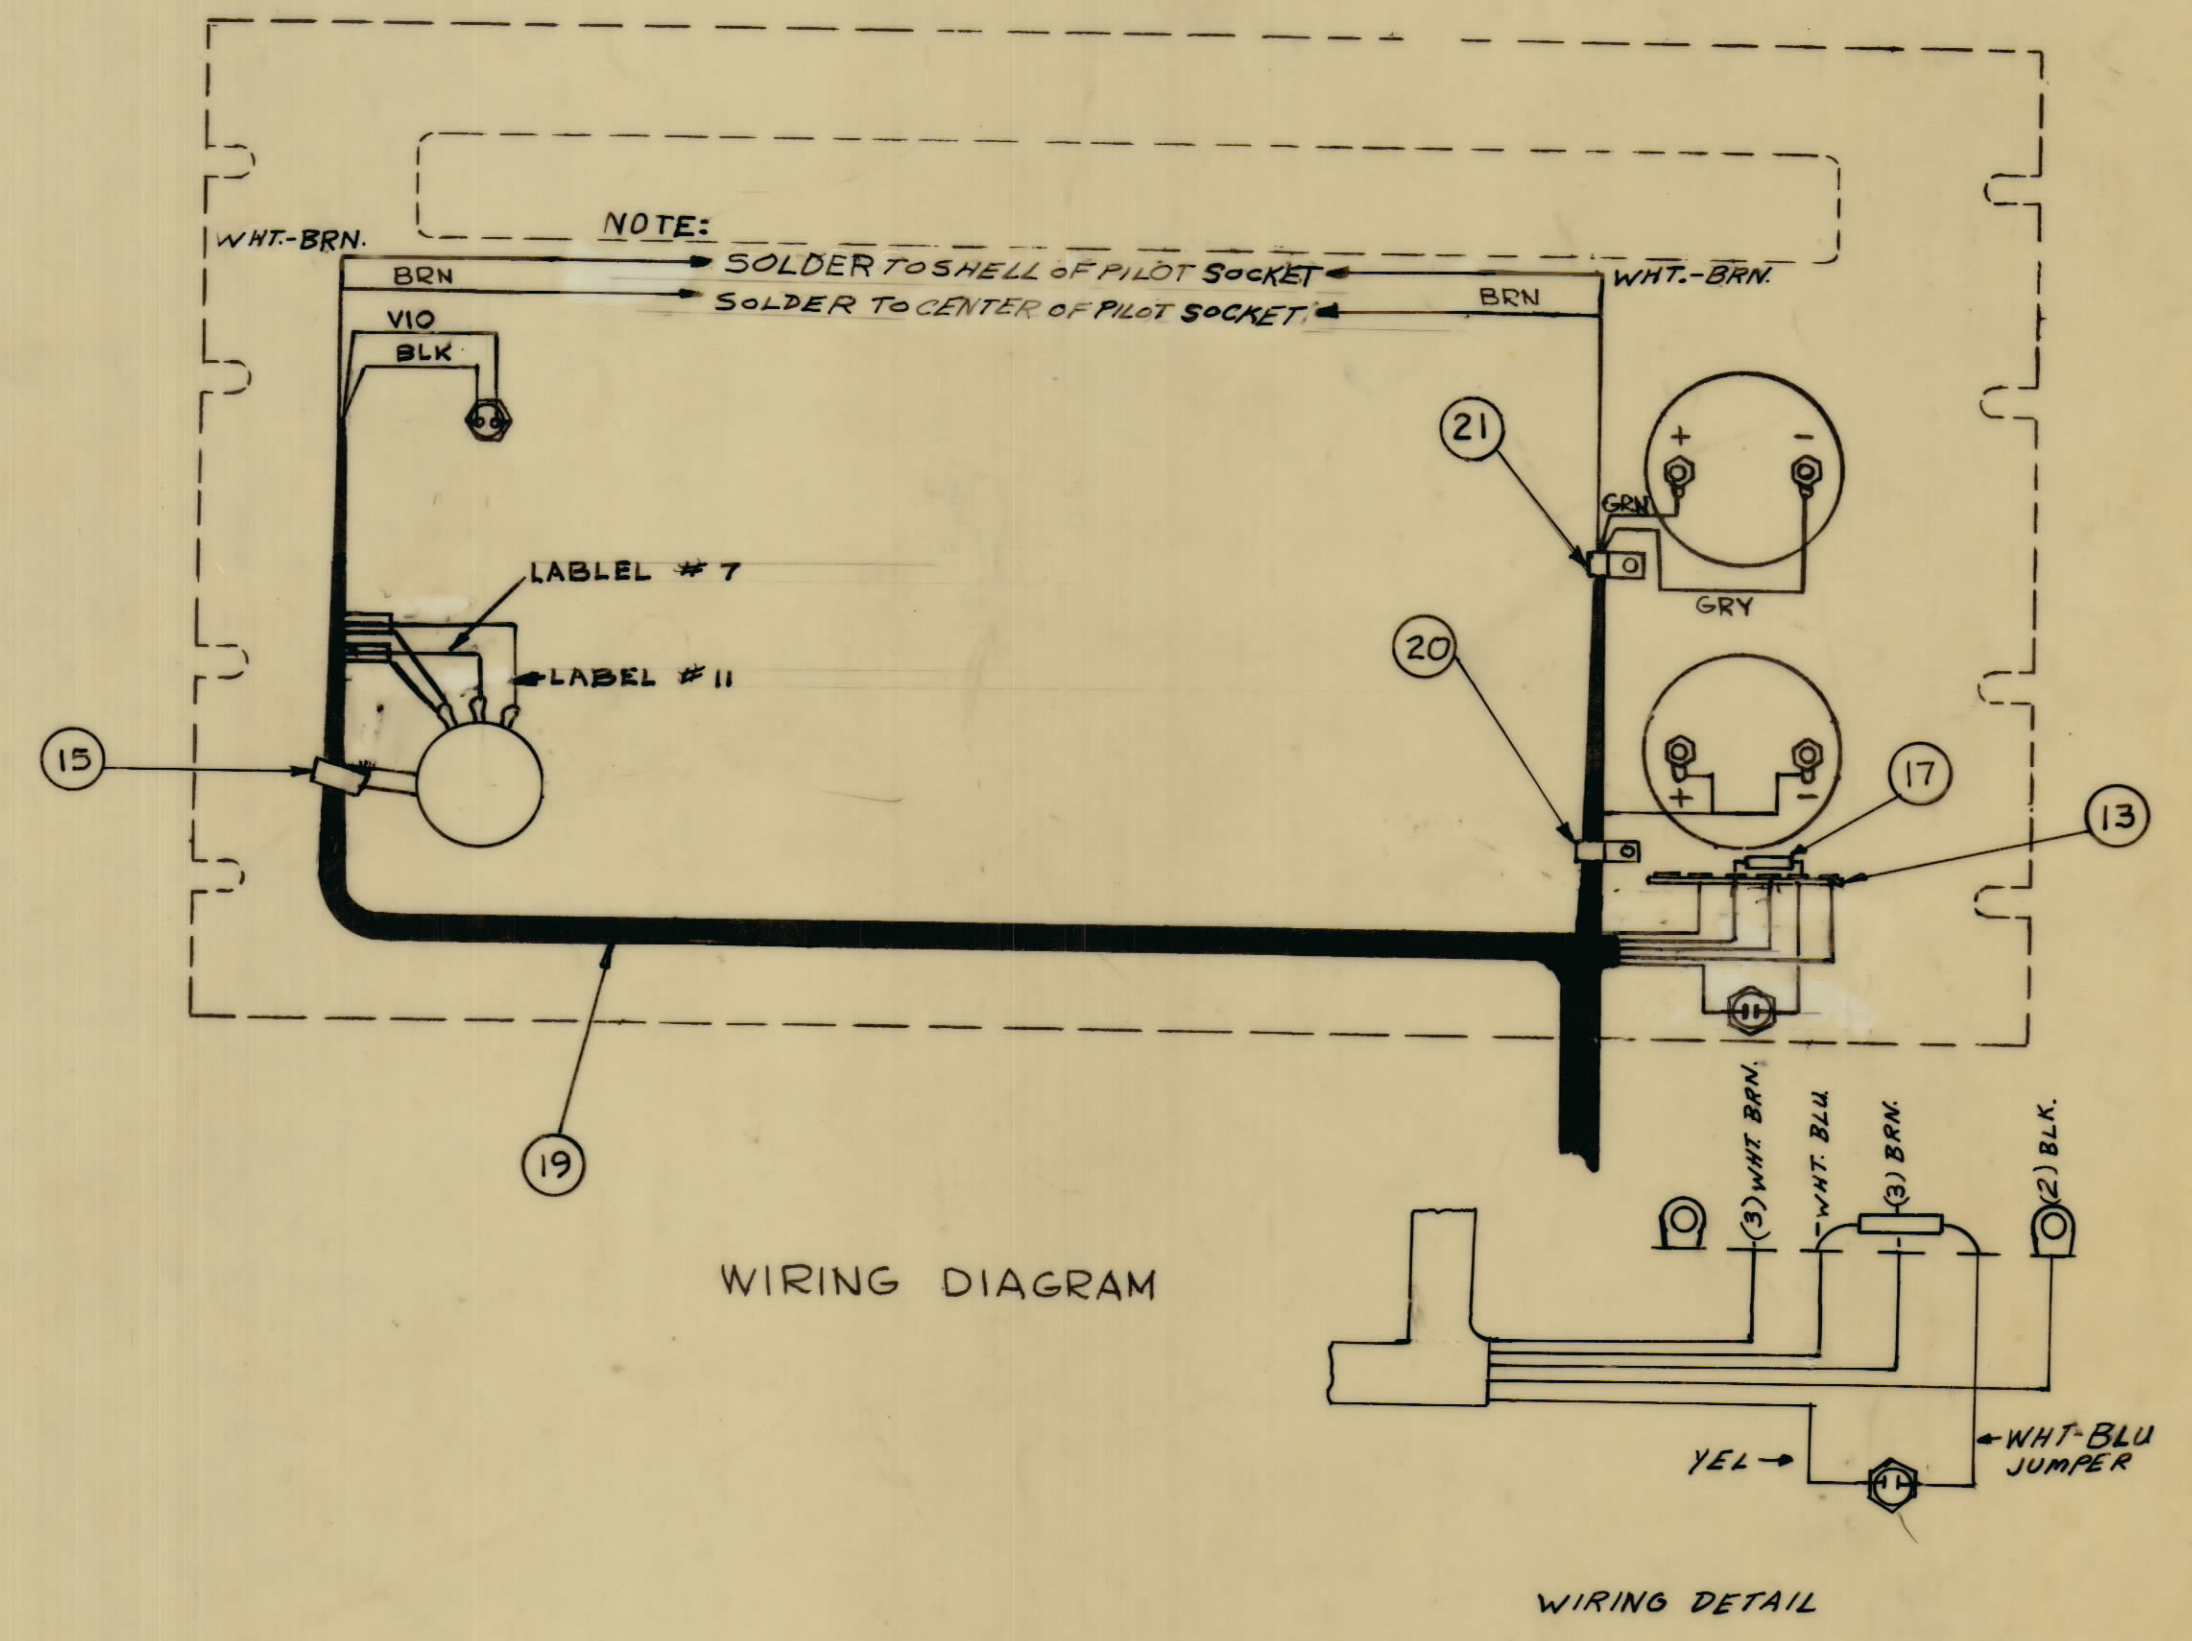 NOTE:
WHT.-BRN.
SOLDER TO SHELL OF PILOT SOCKET
WHT.-BRN.
BRN
SOLDER TO CENTER OF PILOT SOCKET
BRN
VIO
BLK
21
+ -
GRN
LABLEL # 7
GRY
20
LABEL # 11
15
17
+ -
13
19
(3) WHT. BRN.
WHT. BLU.
(3) BRN.
(2) BLK.
WIRING DIAGRAM
WHT-BLU
JUMPER
YEL
WIRING DETAIL